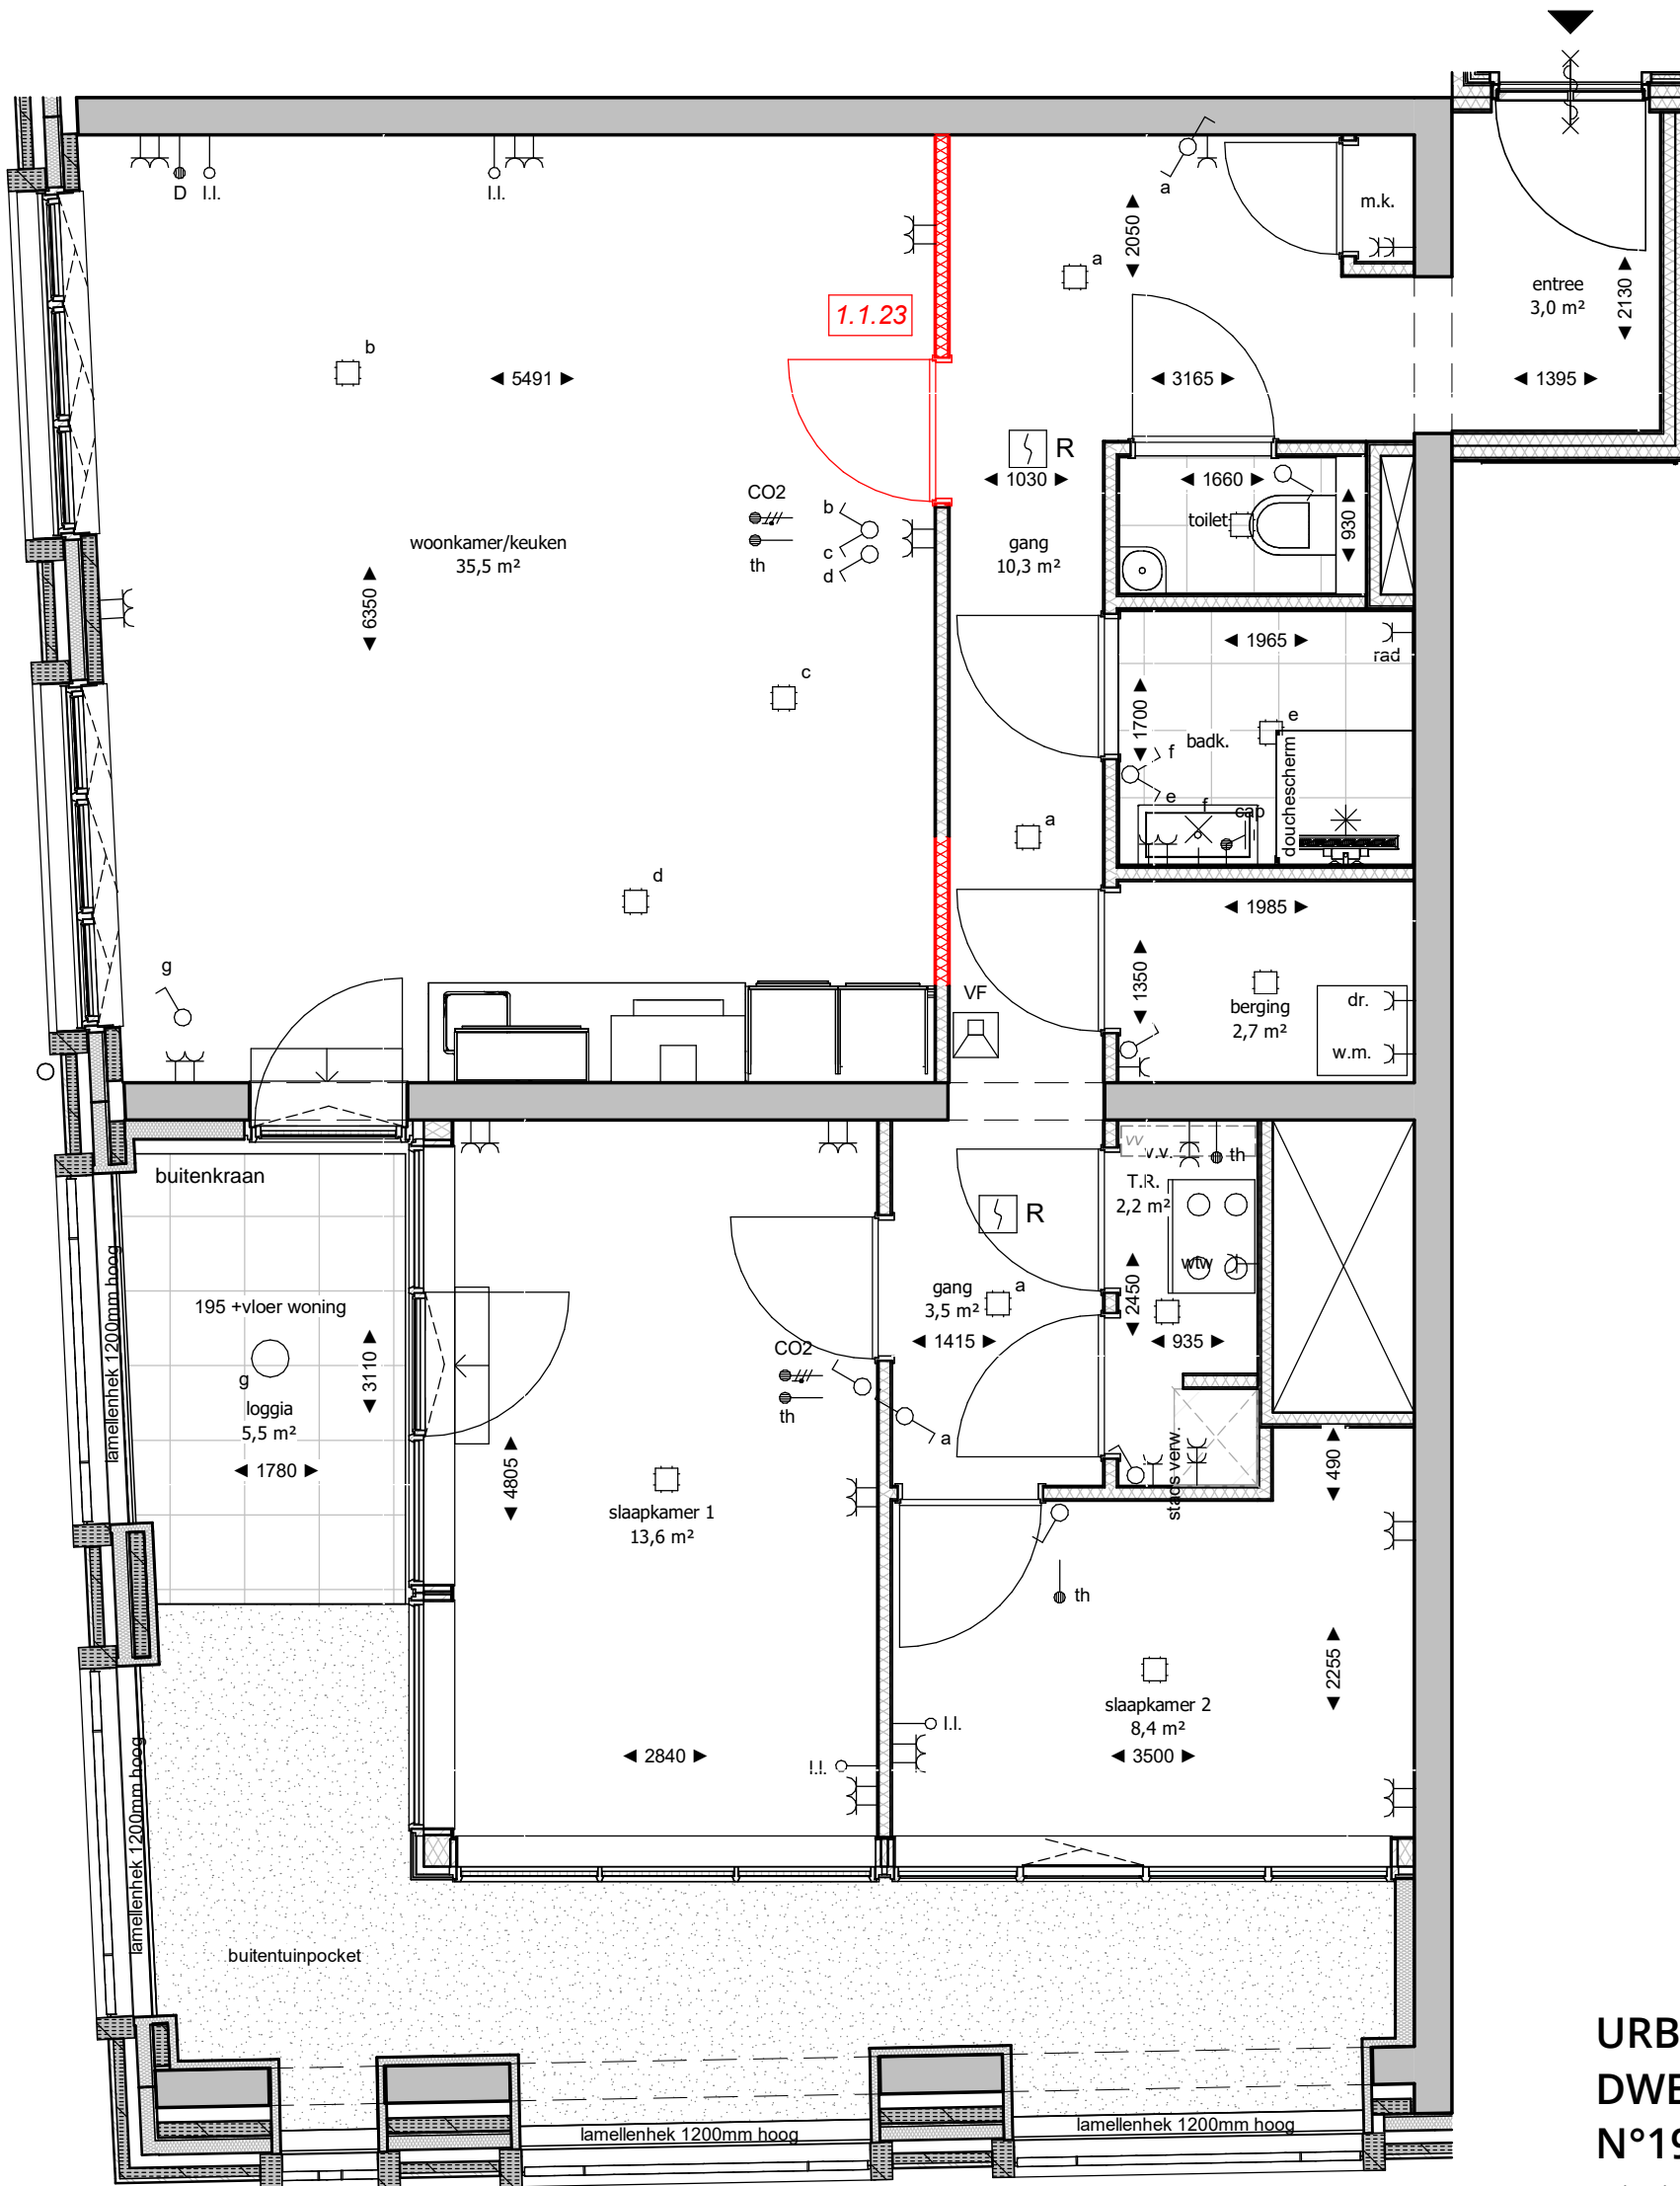 D
l.l.
l.l.
a
m.k.
2050
a
entree
3,0 m²
2130
1.1.23
b
5491
3165
1395
R
1030
1660
930
CO2
b
toilet
woonkamer/keuken
35,5 m²
c
th
d
gang
10,3 m²
6350
1965
rad
c
1700
e
badk.
f
douchescherm
e
f
cap
a
d
1985
g
1350
VF
berging
2,7 m²
dr.
w.m.
vv
v.v.
th
buitenkraan
T.R.
2,2 m²
R
lamellenhek 1200mm hoog
wtw
195 +vloer woning
gang
3,5 m²
a
2450
3110
1415
935
CO2
g
loggia
5,5 m²
th
a
1780
4805
490
slaapkamer 1
13,6 m²
th
2255
slaapkamer 2
8,4 m²
l.l.
2840
3500
l.l.
lamellenhek 1200mm hoog
buitentuinpocket
lamellenhek 1200mm hoog
lamellenhek 1200mm hoog
URB
DWE
N°19